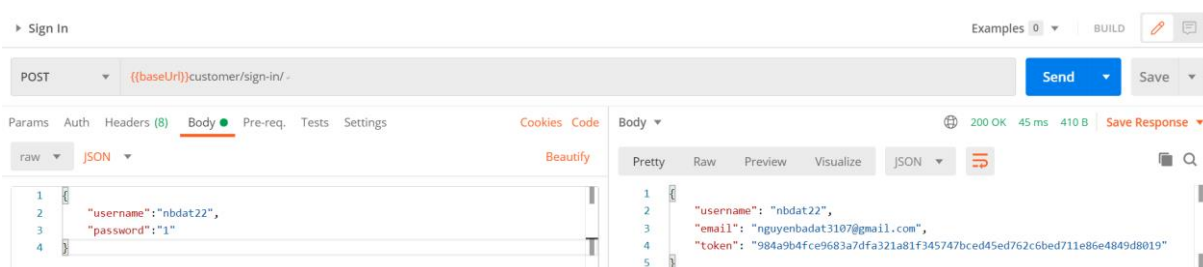 Sign In
Examples 0 BUILD
POST {{baseUrl}}customer/sign-in/ Send Save
Params Auth Headers (8) Body Pre-req. Tests Settings Cookies Code
raw JSON Beautify
1 {
2 "username":"nbdat22",
3 "password":"1"
4 }
Body 200 OK 45 ms 410 B Save Response
Pretty Raw Preview Visualize JSON
1 {
2 "username": "nbdat22",
3 "email": "nguyenbadat3107@gmail.com",
4 "token": "984a9b4fce9683a7dfa321a81f345747bced45ed762c6bed711e86e4849d8019"
5 }